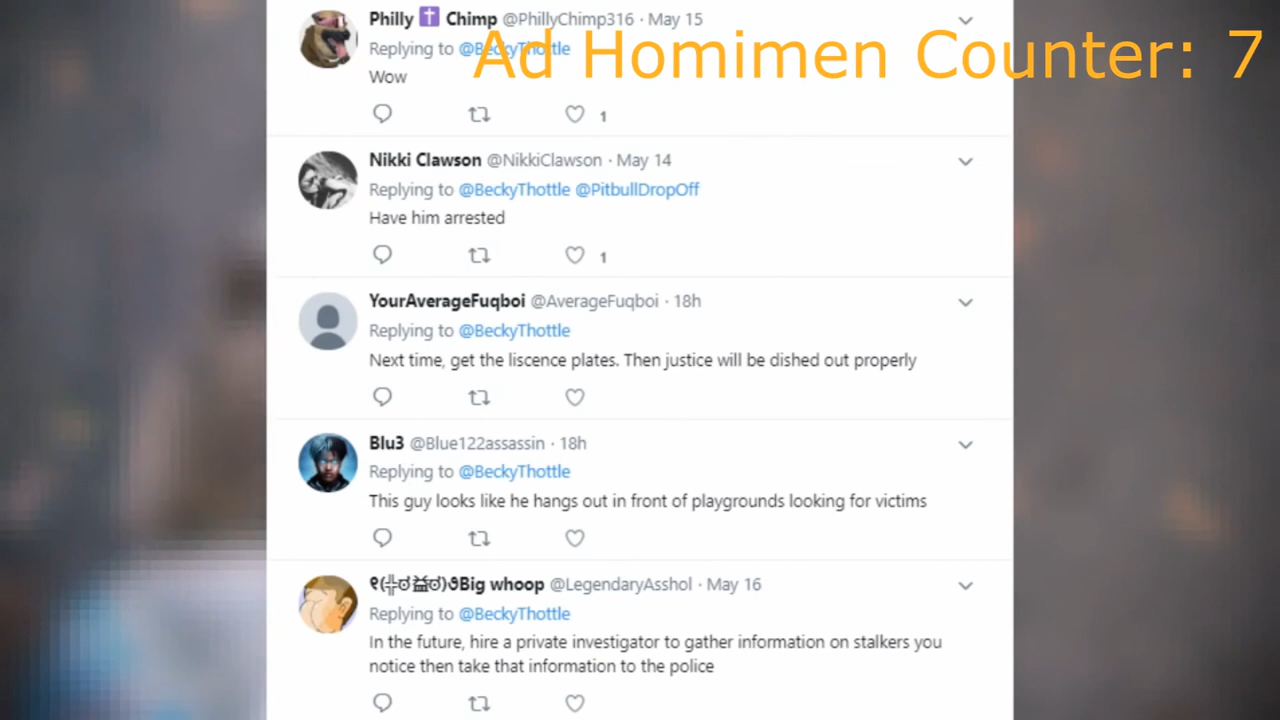 Philly ✝ Chimp @PhillyChimp316 · May 15
Replying to @BeckyThottle
Ad Homimen Counter: 7
Wow
1
Nikki Clawson @NikkiClawson · May 14
Replying to @BeckyThottle @PitbullDropOff
Have him arrested
1
YourAverageFuqboi @AverageFuqboi · 18h
Replying to @BeckyThottle
Next time, get the liscence plates. Then justice will be dished out properly
Blu3 @Blue122assassin · 18h
Replying to @BeckyThottle
This guy looks like he hangs out in front of playgrounds looking for victims
Big whoop @LegendaryAsshol · May 16
Replying to @BeckyThottle
In the future, hire a private investigator to gather information on stalkers you
notice then take that information to the police